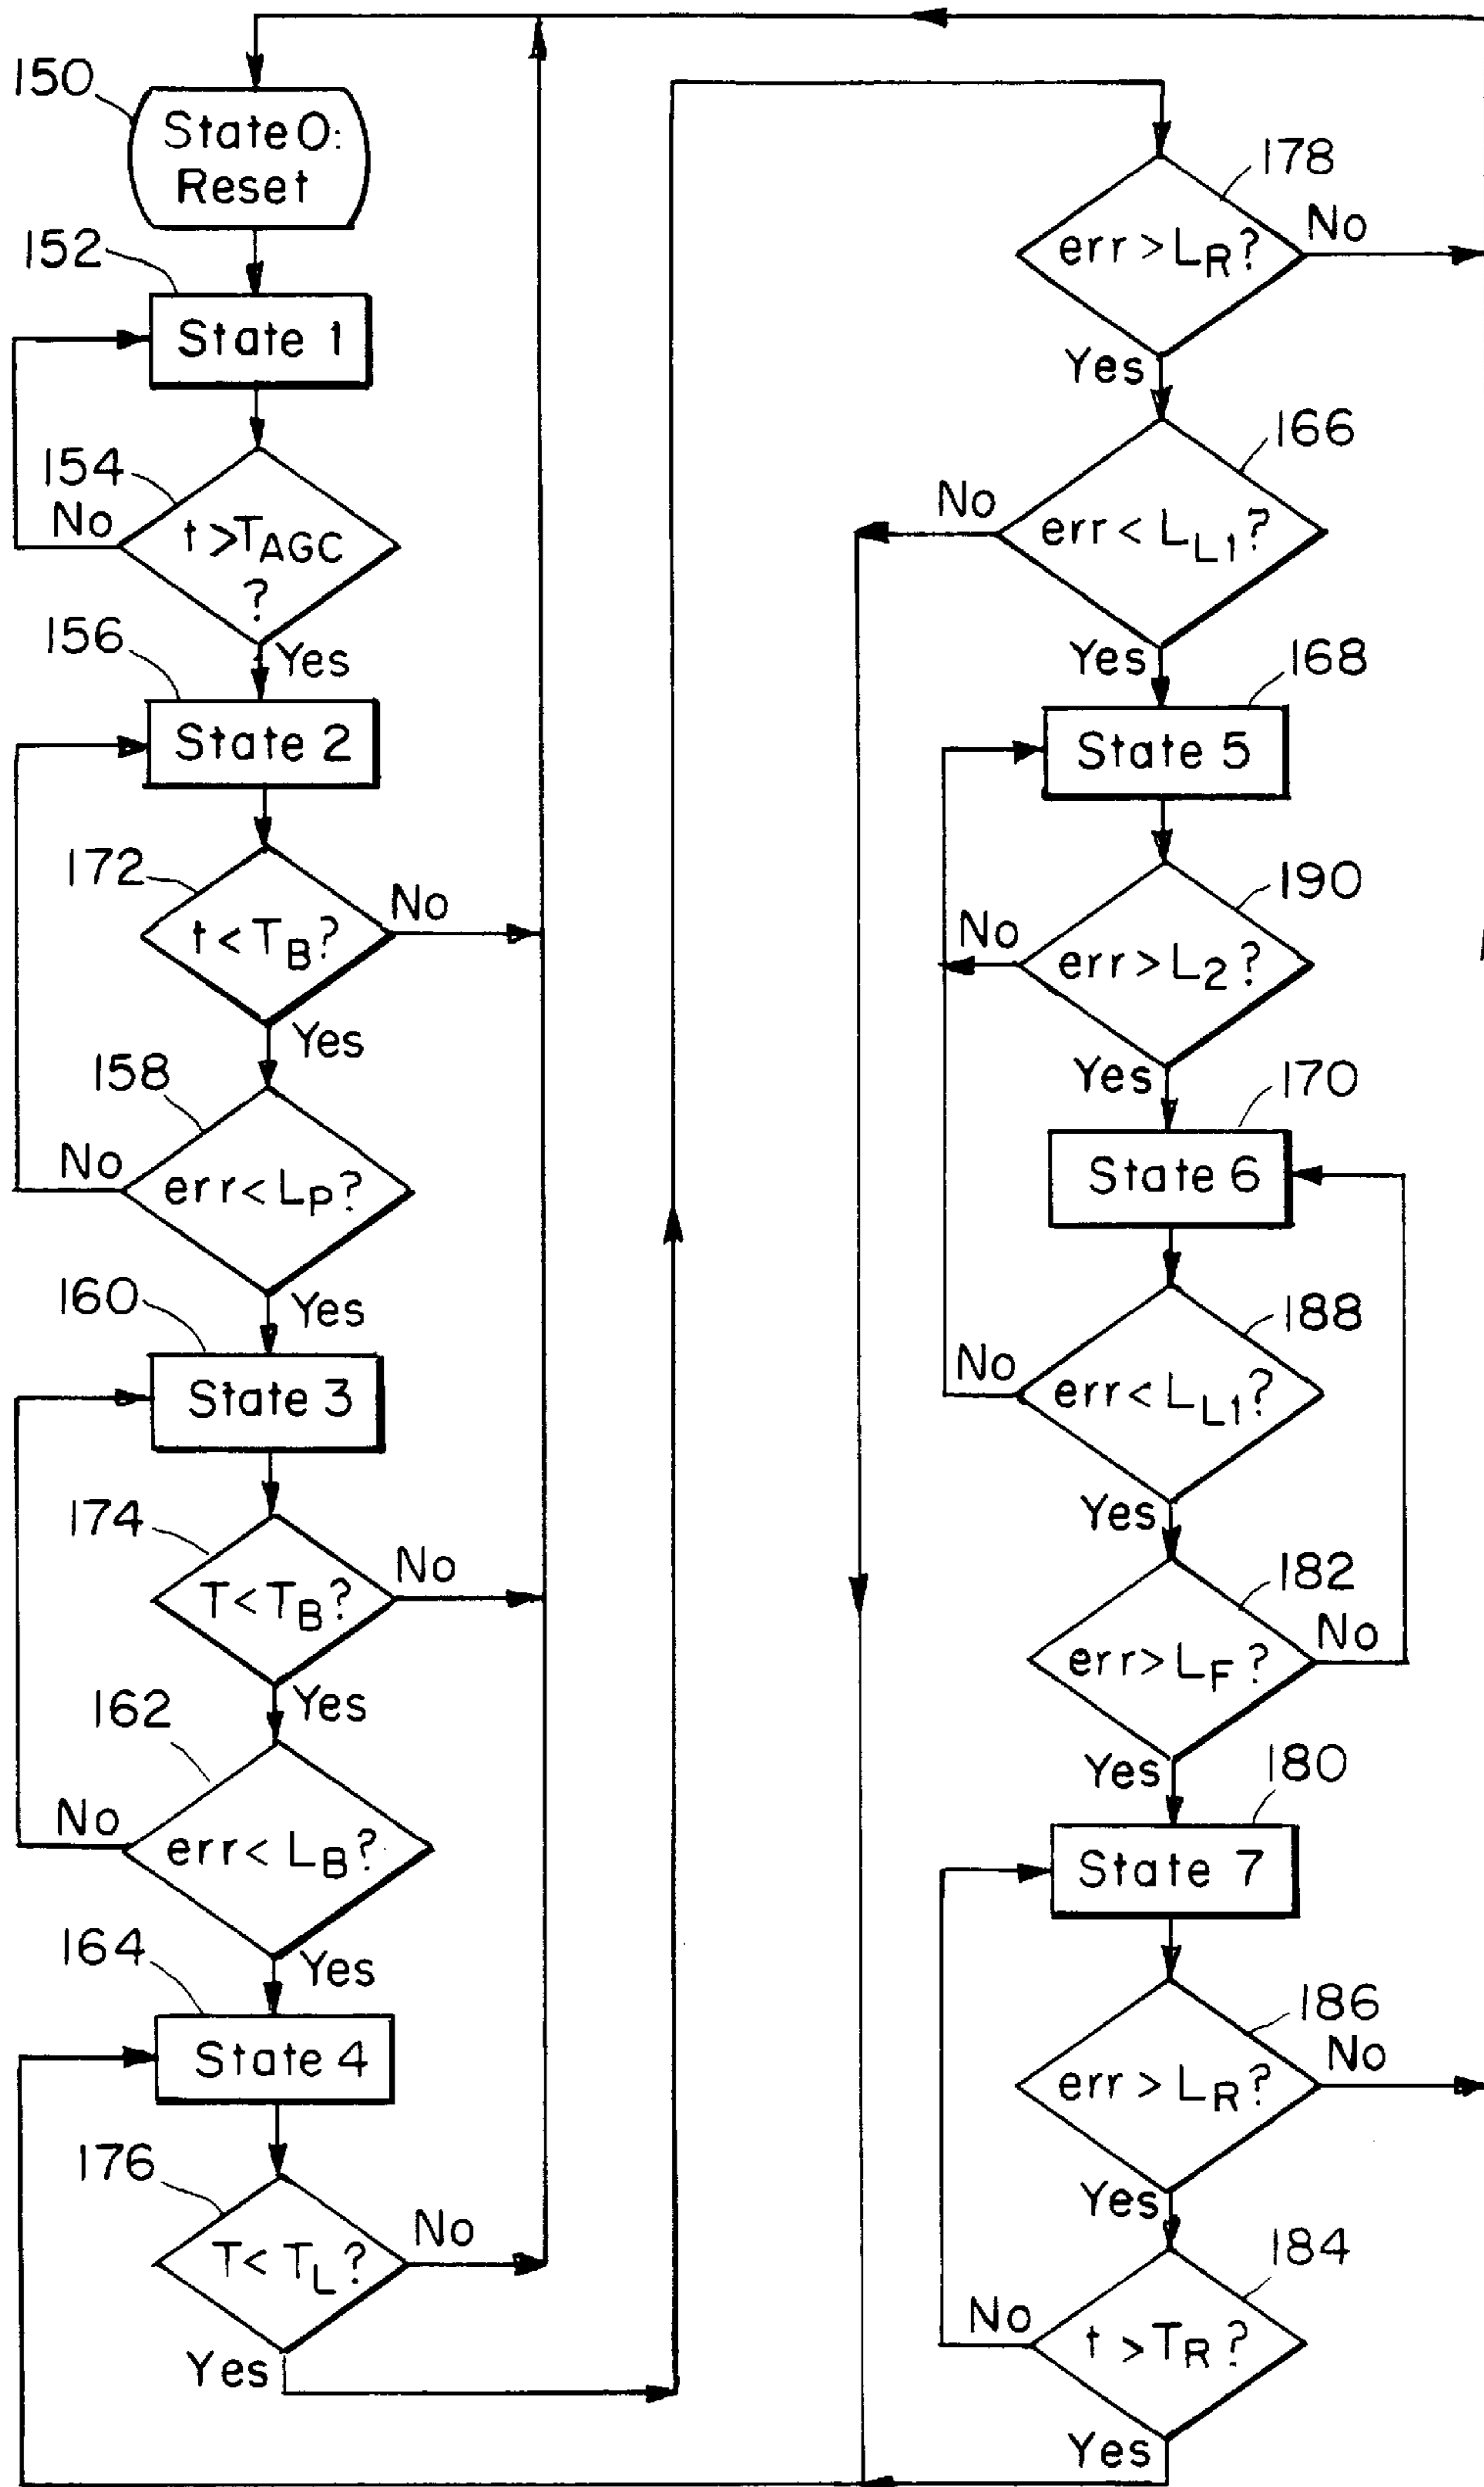 150
State 0:
Reset
152
State 1
154
No
t > TAGC
?
Yes
156
State 2
172
t < TB?
No
Yes
158
No
err < LP?
Yes
160
State 3
174
T < TB?
No
Yes
162
No
err < LB?
Yes
164
State 4
176
T < TL?
No
Yes
178
err > LR?
No
Yes
166
No
err < LL1?
Yes
168
State 5
190
No
err > L2?
Yes
170
State 6
188
No
err < LL1?
Yes
182
err > LF?
No
Yes
180
State 7
186
err > LR?
No
Yes
184
No
t > TR?
Yes